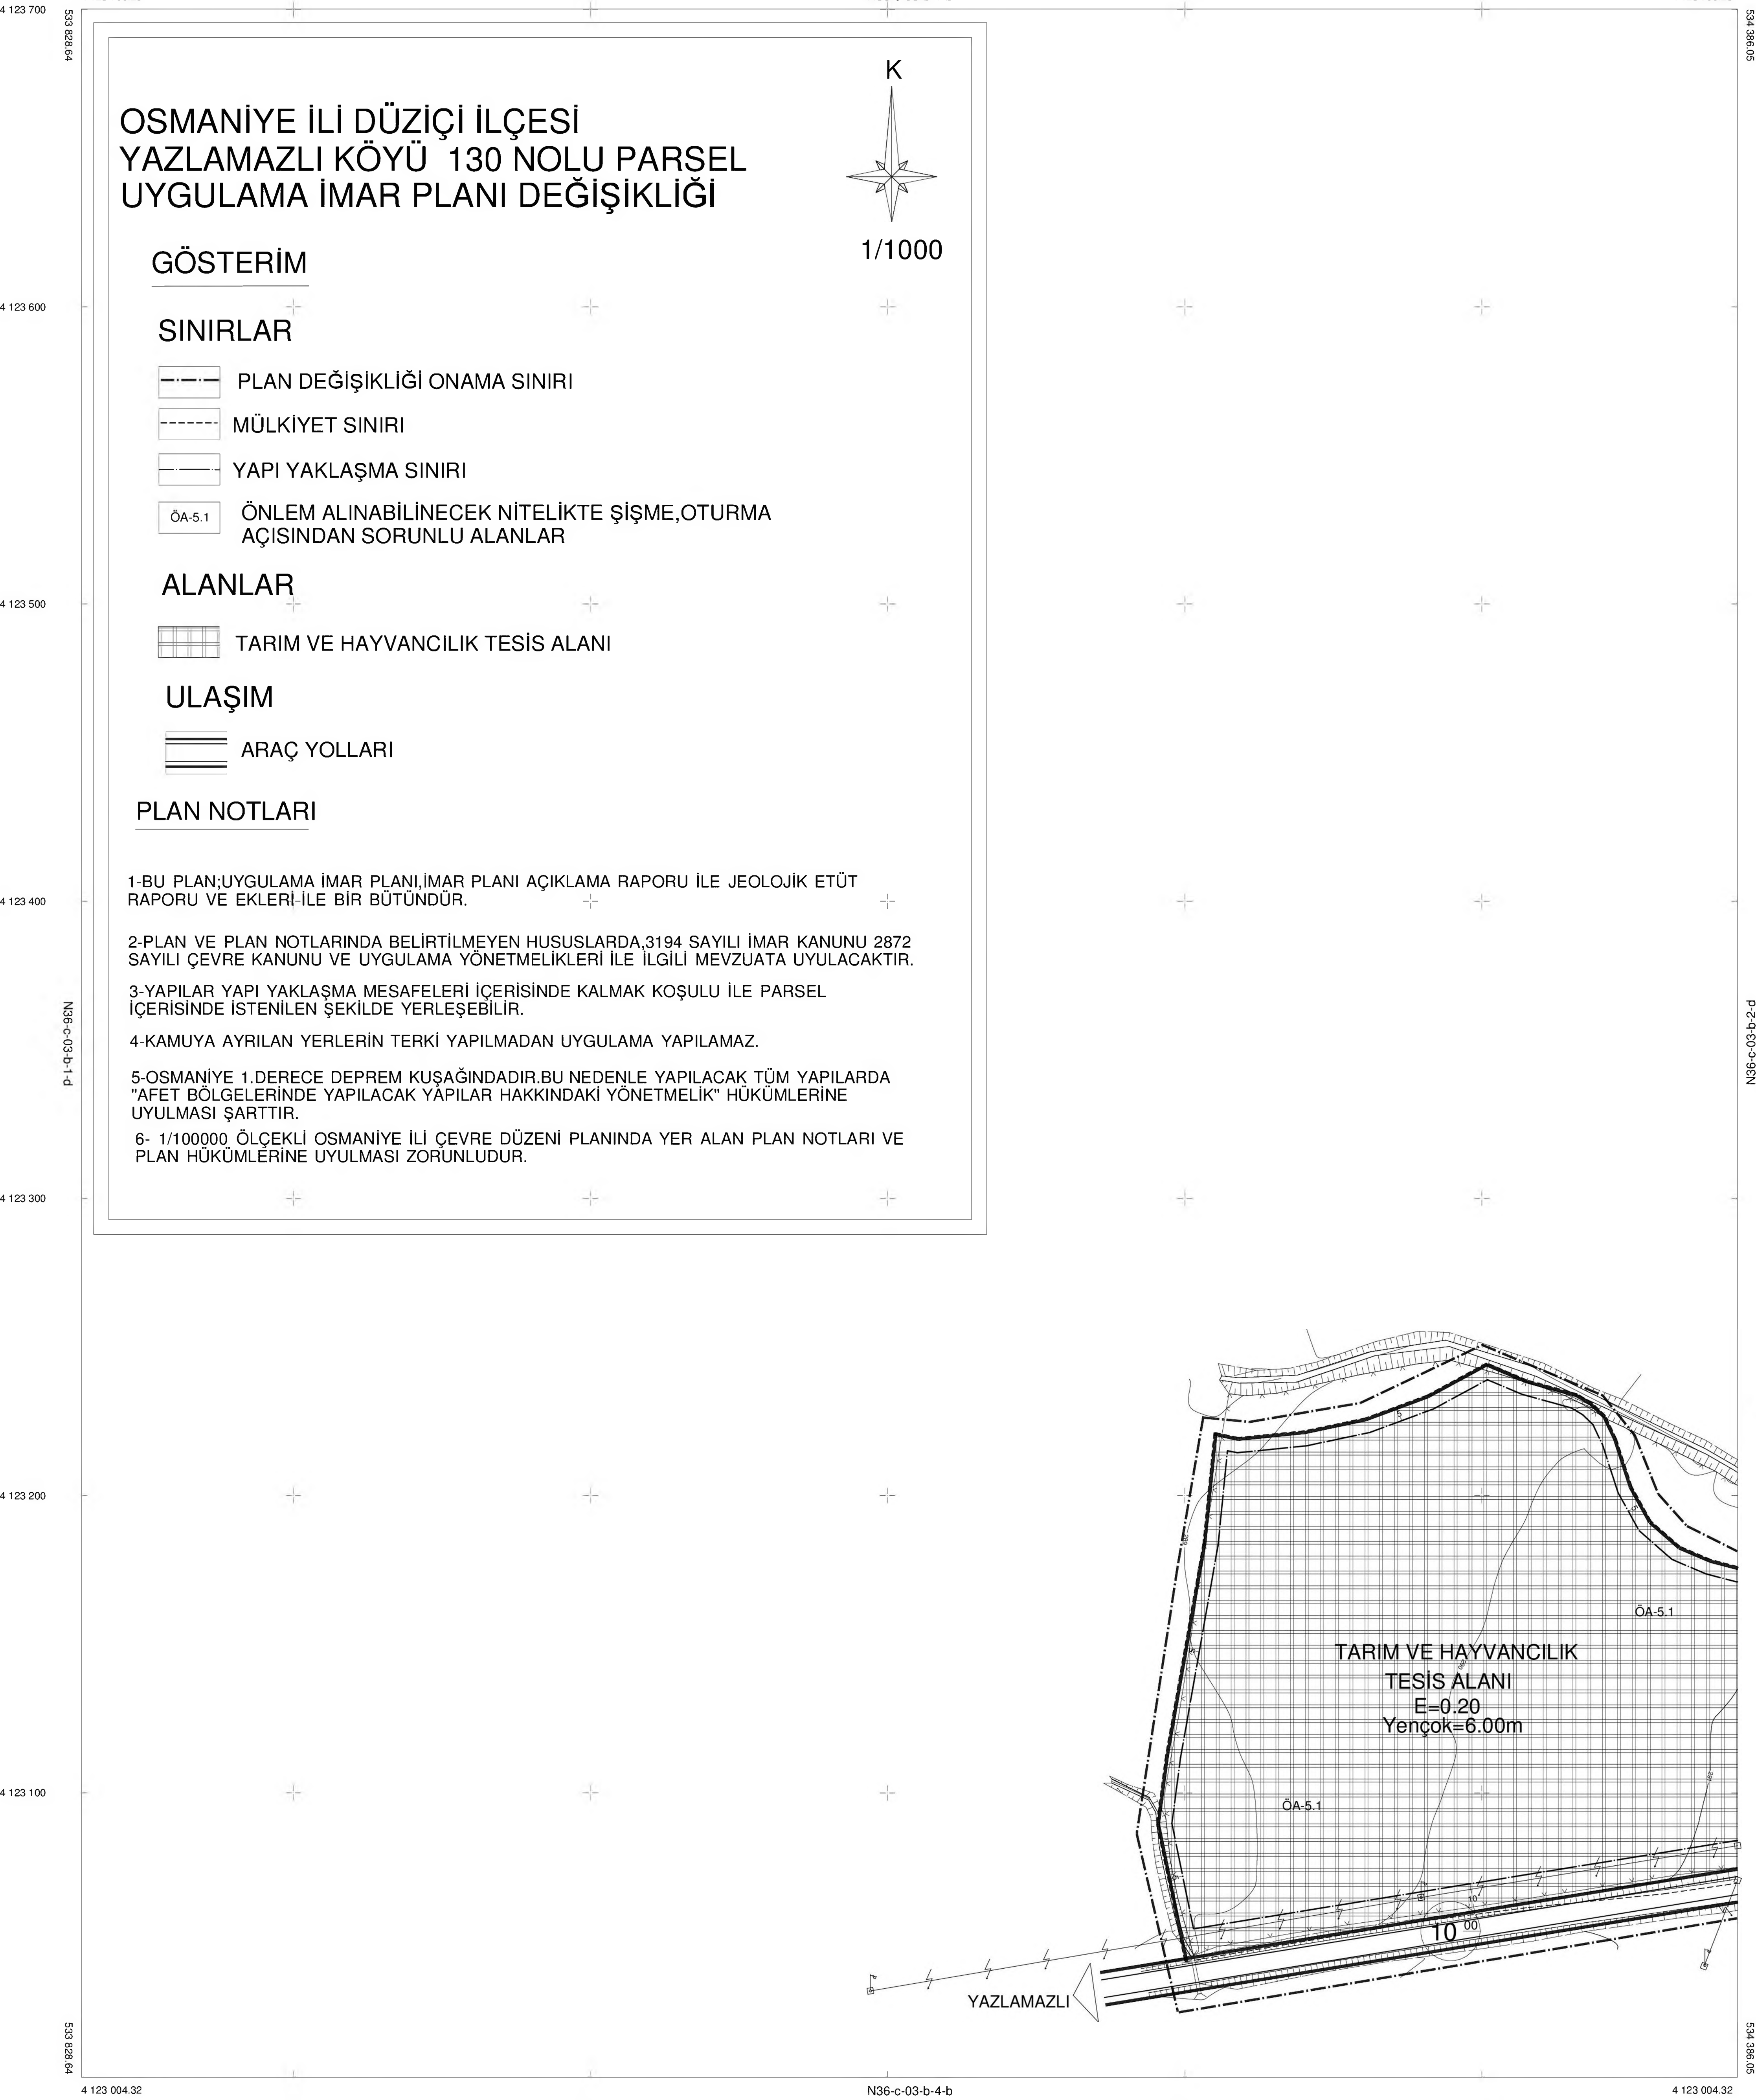 4 123 700
533 828.64
534 386.05
K
OSMANİYE İLİ DÜZİÇİ İLÇESİ
YAZLAMAZLI KÖYÜ 130 NOLU PARSEL
UYGULAMA İMAR PLANI DEĞİŞİKLİĞİ
1/1000
GÖSTERİM
4 123 600
SINIRLAR
PLAN DEĞİŞİKLİĞİ ONAMA SINIRI
MÜLKİYET SINIRI
YAPI YAKLAŞMA SINIRI
ÖA-5.1
ÖNLEM ALINABİLİNECEK NİTELİKTE ŞİŞME,OTURMA
AÇISINDAN SORUNLU ALANLAR
ALANLAR
4 123 500
TARIM VE HAYVANCILIK TESİS ALANI
ULAŞIM
ARAÇ YOLLARI
PLAN NOTLARI
1-BU PLAN;UYGULAMA İMAR PLANI,İMAR PLANI AÇIKLAMA RAPORU İLE JEOLOJİK ETÜT
RAPORU VE EKLERİ İLE BİR BÜTÜNDÜR.
4 123 400
2-PLAN VE PLAN NOTLARINDA BELİRTİLMEYEN HUSUSLARDA,3194 SAYILI İMAR KANUNU 2872
SAYILI ÇEVRE KANUNU VE UYGULAMA YÖNETMELİKLERİ İLE İLGİLİ MEVZUATA UYULACAKTIR.
3-YAPILAR YAPI YAKLAŞMA MESAFELERİ İÇERİSİNDE KALMAK KOŞULU İLE PARSEL
İÇERİSİNDE İSTENİLEN ŞEKİLDE YERLEŞEBİLİR.
N36-c-03-b-1-d
N36-c-03-b-2-d
4-KAMUYA AYRILAN YERLERİN TERKİ YAPILMADAN UYGULAMA YAPILAMAZ.
5-OSMANİYE 1.DERECE DEPREM KUŞAĞINDADIR.BU NEDENLE YAPILACAK TÜM YAPILARDA
"AFET BÖLGELERİNDE YAPILACAK YAPILAR HAKKINDAKİ YÖNETMELİK" HÜKÜMLERİNE
UYULMASI ŞARTTIR.
6- 1/100000 ÖLÇEKLİ OSMANİYE İLİ ÇEVRE DÜZENİ PLANINDA YER ALAN PLAN NOTLARI VE
PLAN HÜKÜMLERİNE UYULMASI ZORUNLUDUR.
4 123 300
5
4 123 200
5
289
ÖA-5.1
TARIM VE HAYVANCILIK
TESİS ALANI
290
E=0.20
Yençok=6.00m
291
4 123 100
ÖA-5.1
10
10 00
YAZLAMAZLI
533 828.64
534 386.05
4 123 004.32
N36-c-03-b-4-b
4 123 004.32